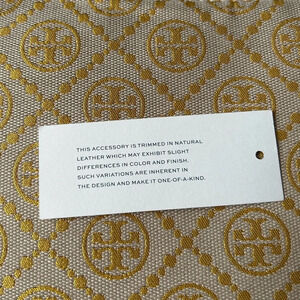 THIS ACCESSORY IS TRIMMED IN NATURAL
LEATHER WHICH MAY EXHIBIT SLIGHT
DIFFERENCES IN COLOR AND FINISH.
SUCH VARIATIONS ARE INHERENT IN
THE DESIGN AND MAKE IT ONE-OF-A-KIND.